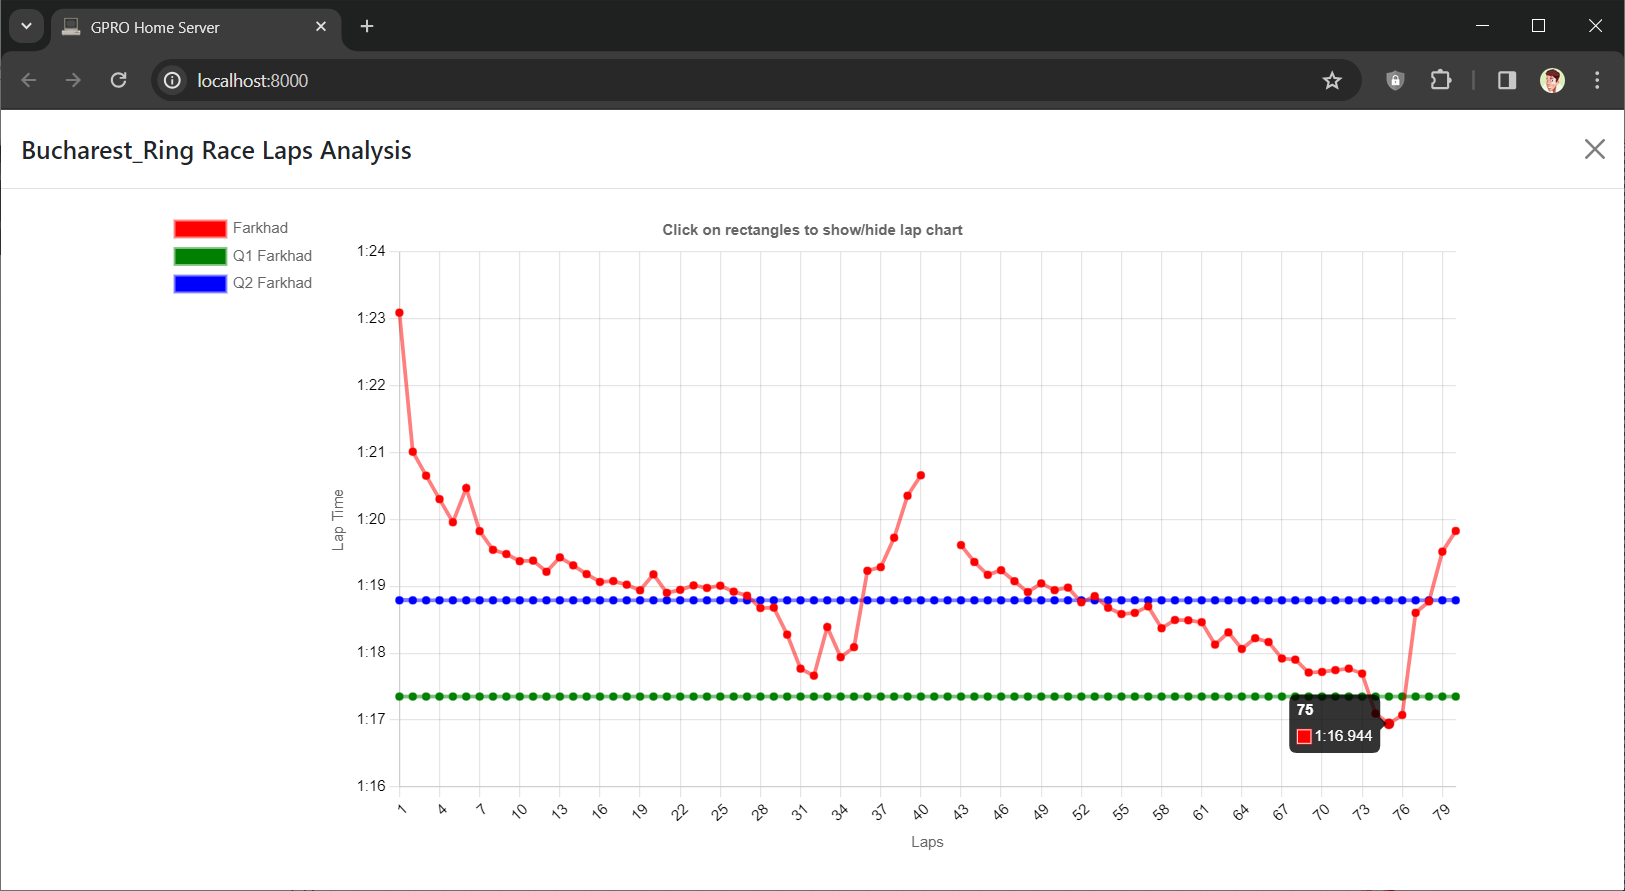 GPRO Home Server
localhost:8000
Bucharest_Ring Race Laps Analysis
Farkhad
Q1 Farkhad
Q2 Farkhad
Click on rectangles to show/hide lap chart
1:24
1:23
1:22
1:21
1:20
1:19
1:18
1:17
1:16
Lap Time
75
1:16.944
1 4 7 10 13 16 19 22 25 28 31 34 37 40 43 46 49 52 55 58 61 64 67 70 73 76 79
Laps